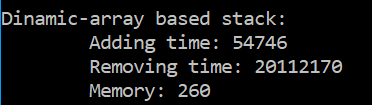 Dinamic-array based stack:
Adding time: 54746
Removing time: 20112170
Memory: 260